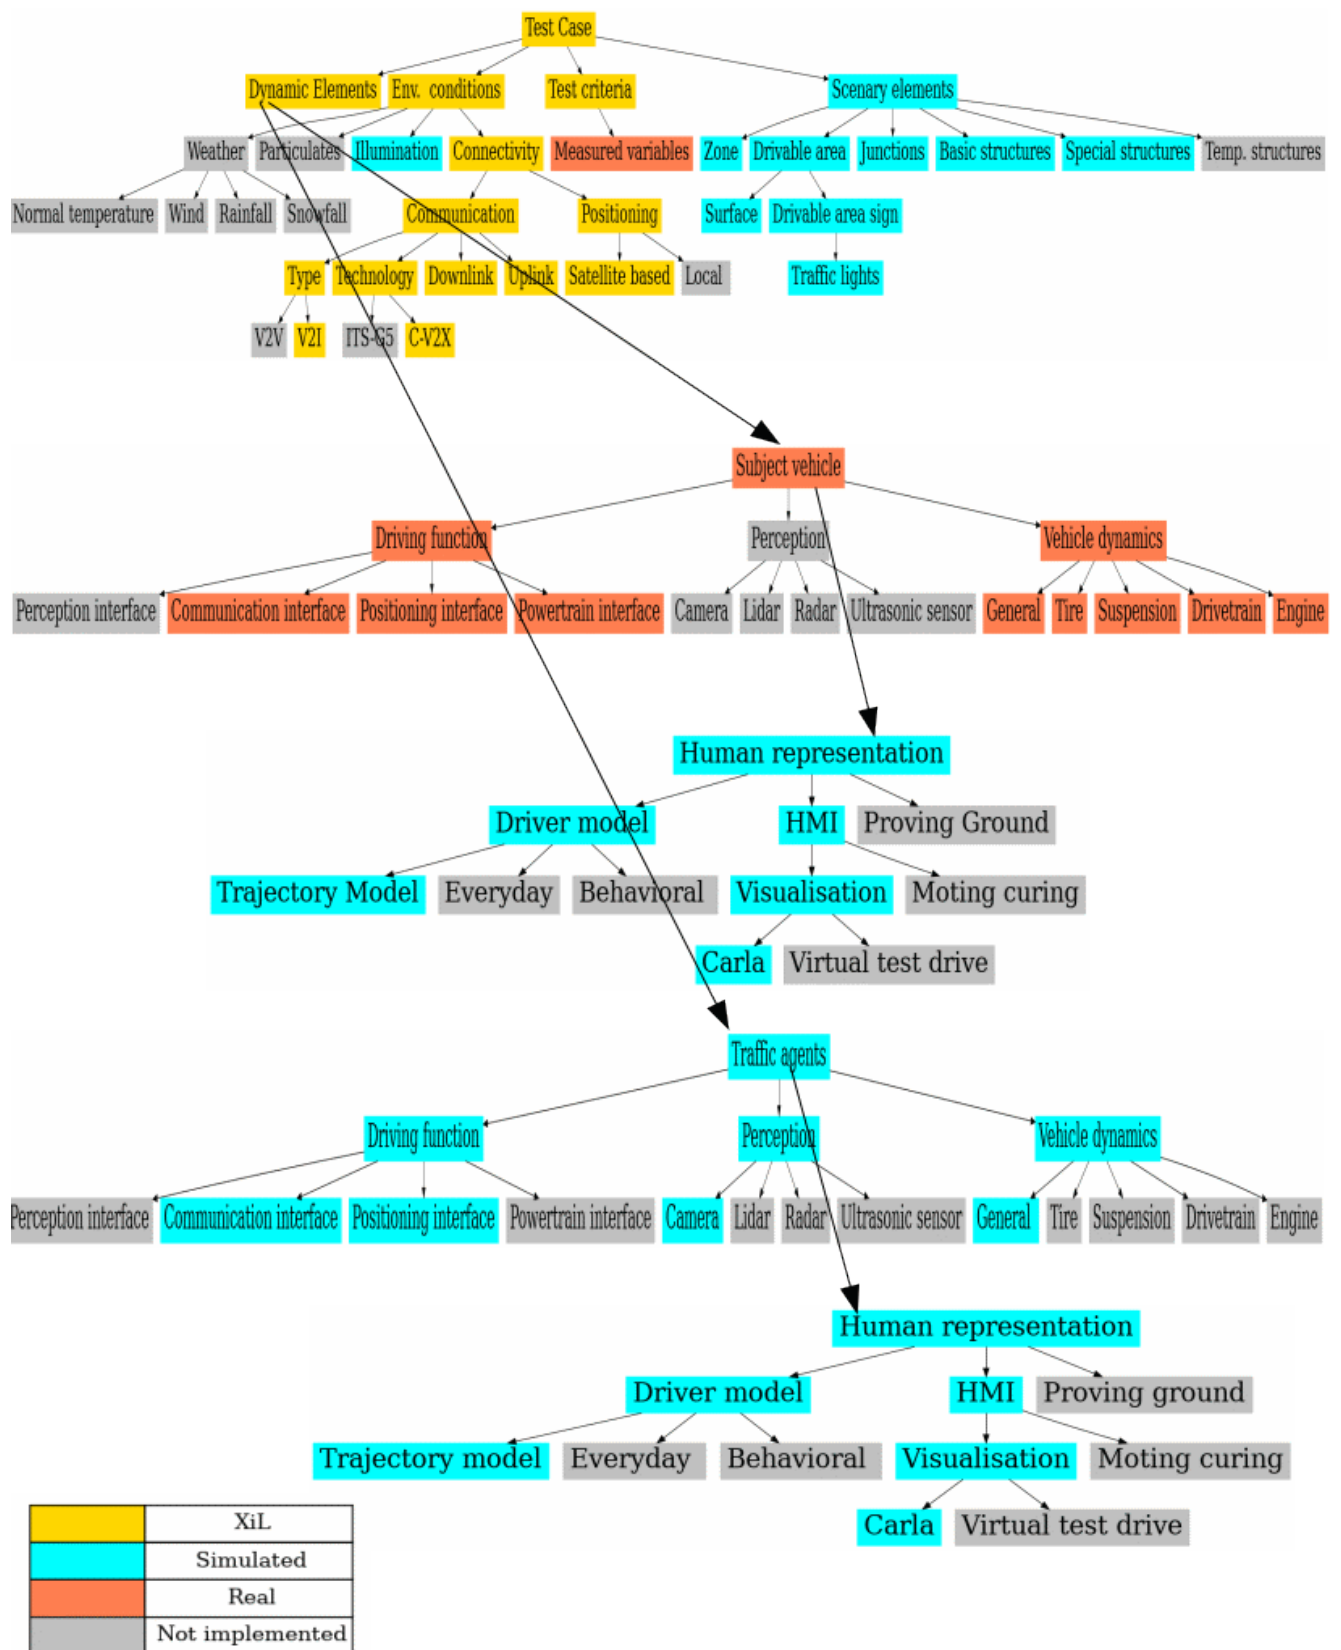 Test Case
Dynamic Elements Env. conditions Test criteria Scenary elements
Weather Particulates Illumination Connectivity Measured variables Zone Drivable area Junctions Basic structures Special structures Temp. structures
Normal temperature Wind Rainfall Snowfall Communication Positioning Surface Drivable area sign
Type Technology Downlink Uplink Satellite based Local Traffic lights
V2V V2I ITS-G5 C-V2X
Subject vehicle
Driving function Perception Vehicle dynamics
Perception interface Communication interface Positioning interface Powertrain interface Camera Lidar Radar Ultrasonic sensor General Tire Suspension Drivetrain Engine
Human representation
Driver model HMI Proving Ground
Trajectory Model Everyday Behavioral Visualisation Moting curing
Carla Virtual test drive
Traffic agents
Driving function Perception Vehicle dynamics
Perception interface Communication interface Positioning interface Powertrain interface Camera Lidar Radar Ultrasonic sensor General Tire Suspension Drivetrain Engine
Human representation
Driver model HMI Proving ground
Trajectory model Everyday Behavioral Visualisation Moting curing
Carla Virtual test drive
XiL
Simulated
Real
Not implemented